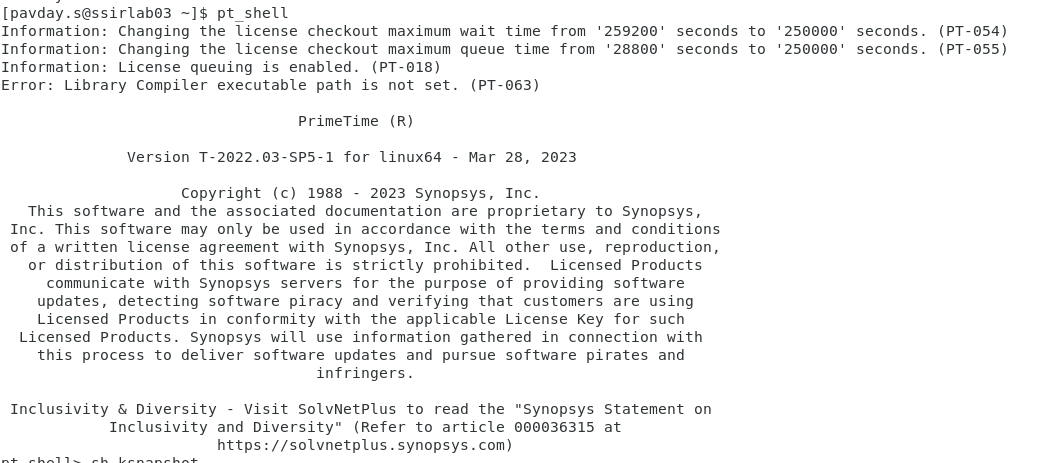 [pavday.s@ssirlab03 ~]$ pt_shell
Information: Changing the license checkout maximum wait time from '259200' seconds to '250000' seconds. (PT-054)
Information: Changing the license checkout maximum queue time from '28800' seconds to '250000' seconds. (PT-055)
Information: License queuing is enabled. (PT-018)
Error: Library Compiler executable path is not set. (PT-063)
PrimeTime (R)
Version T-2022.03-SP5-1 for linux64 - Mar 28, 2023
Copyright (c) 1988 - 2023 Synopsys, Inc.
This software and the associated documentation are proprietary to Synopsys,
Inc. This software may only be used in accordance with the terms and conditions
of a written license agreement with Synopsys, Inc. All other use, reproduction,
or distribution of this software is strictly prohibited.  Licensed Products
communicate with Synopsys servers for the purpose of providing software
updates, detecting software piracy and verifying that customers are using
Licensed Products in conformity with the applicable License Key for such
Licensed Products. Synopsys will use information gathered in connection with
this process to deliver software updates and pursue software pirates and
infringers.
Inclusivity & Diversity - Visit SolvNetPlus to read the "Synopsys Statement on
Inclusivity and Diversity" (Refer to article 000036315 at
https://solvnetplus.synopsys.com)
pt_shell> sh ksnapshot